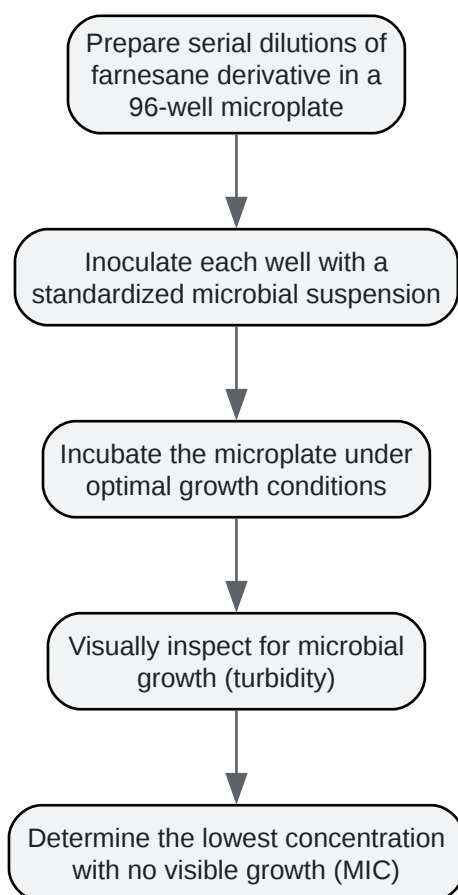 Prepare serial dilutions of
farnesane derivative in a
96-well microplate
Inoculate each well with a
standardized microbial suspension
Incubate the microplate under
optimal growth conditions
Visually inspect for microbial
growth (turbidity)
Determine the lowest concentration
with no visible growth (MIC)